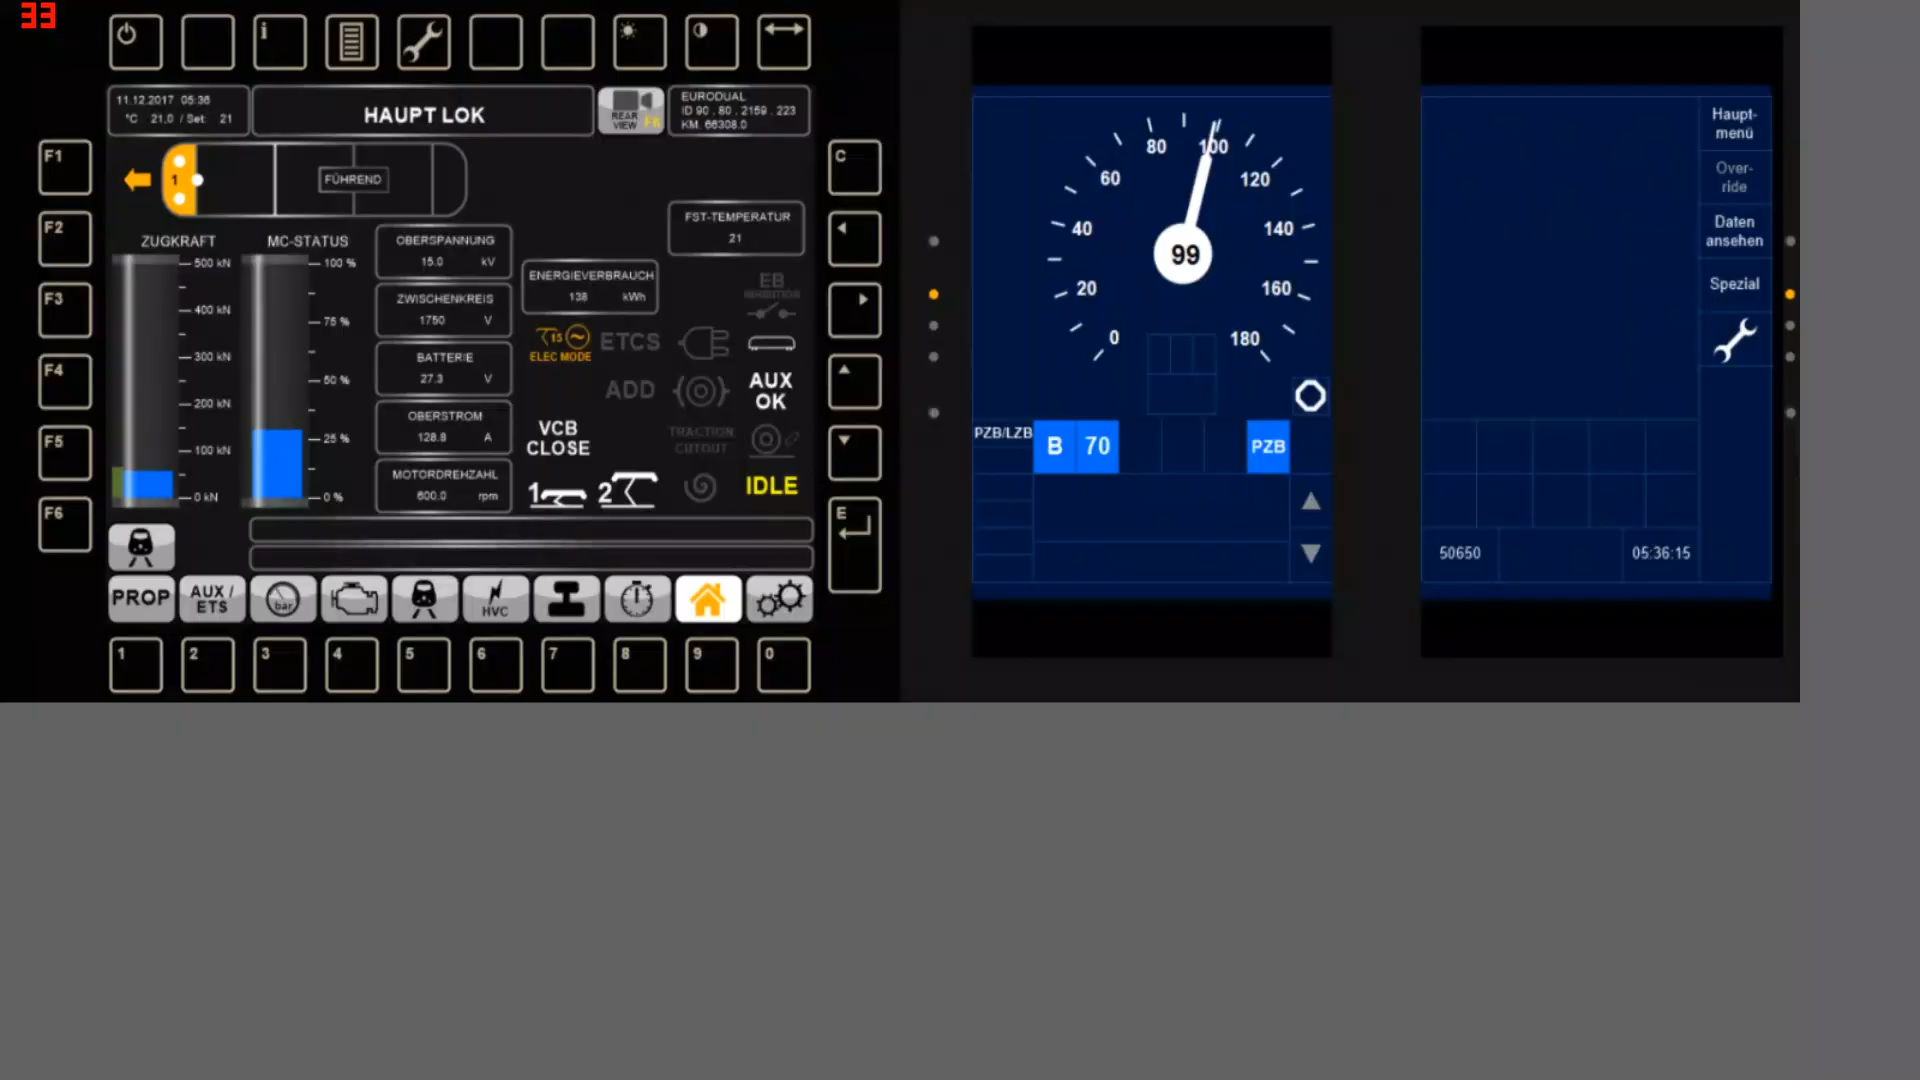 33
i
11.12.2017 05:36
°C 21,0 / Set: 21
HAUPT LOK
REAR
VIEW F6
EURODUAL
ID 90 . 80 . 2159 . 223
KM. 66308.0
F1
F2
F3
F4
F5
F6
1
FÜHREND
C
E
ZUGKRAFT
500 kN
400 kN
300 kN
200 kN
100 kN
0 kN
MC-STATUS
100 %
75 %
50 %
25 %
0 %
OBERSPANNUNG
15.0 kV
ZWISCHENKREIS
1750 V
BATTERIE
27.3 V
OBERSTROM
128.8 A
MOTORDREHZAHL
600.0 rpm
ENERGIEVERBRAUCH
138 kWh
FST-TEMPERATUR
21
EB
INHIBITION
15
ELEC MODE
ETCS
ADD
AUX
OK
VCB
CLOSE
TRACTION
CUTOUT
1
2
IDLE
PROP
AUX /
ETS
bar
HVC
1
2
3
4
5
6
7
8
9
0
0
20
40
60
80
100
120
140
160
180
99
PZB/LZB
B 70
PZB
Haupt-
menü
Over-
ride
Daten
ansehen
Spezial
50650
05:36:15